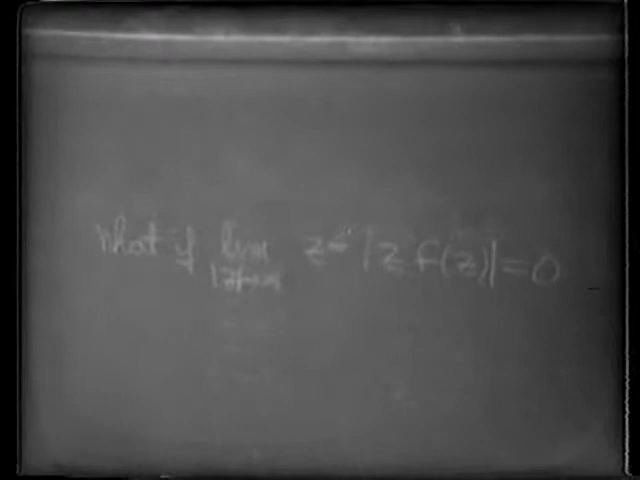 What if lim |z f(z)| = 0
|z|→∞